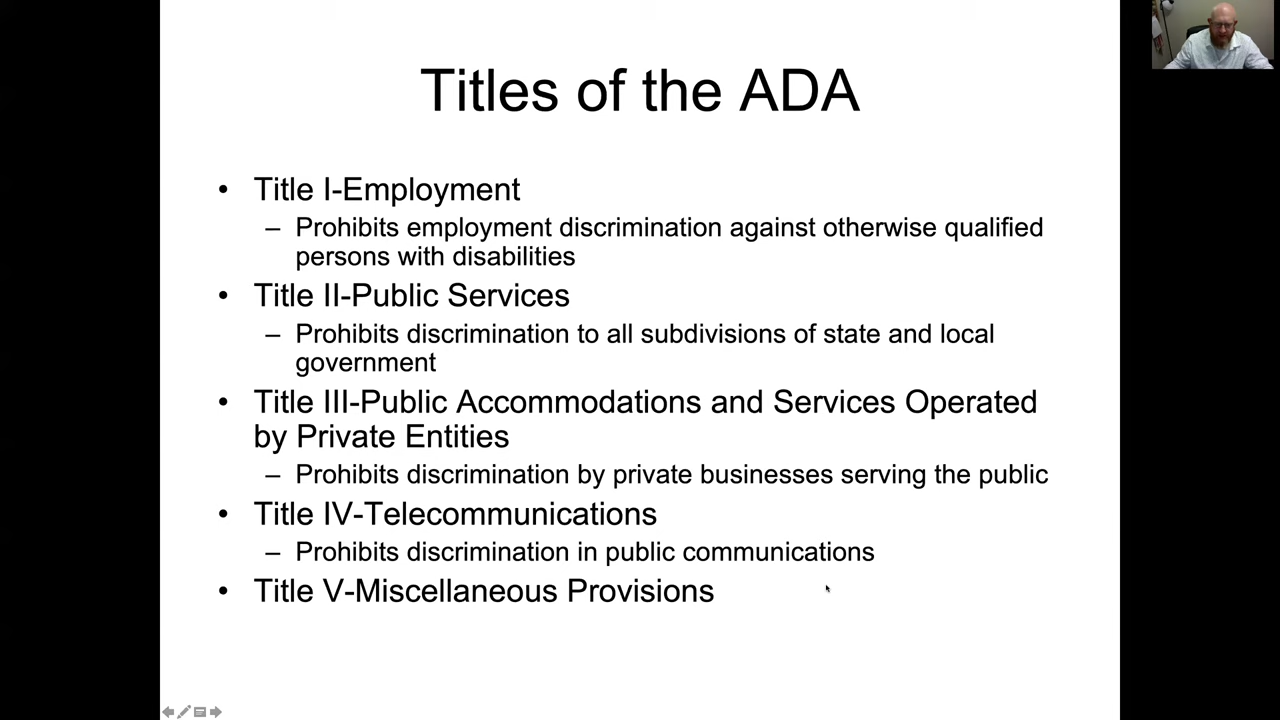 Titles of the ADA
• Title I-Employment
– Prohibits employment discrimination against otherwise qualified
persons with disabilities
• Title II-Public Services
– Prohibits discrimination to all subdivisions of state and local
government
• Title III-Public Accommodations and Services Operated
by Private Entities
– Prohibits discrimination by private businesses serving the public
• Title IV-Telecommunications
– Prohibits discrimination in public communications
• Title V-Miscellaneous Provisions